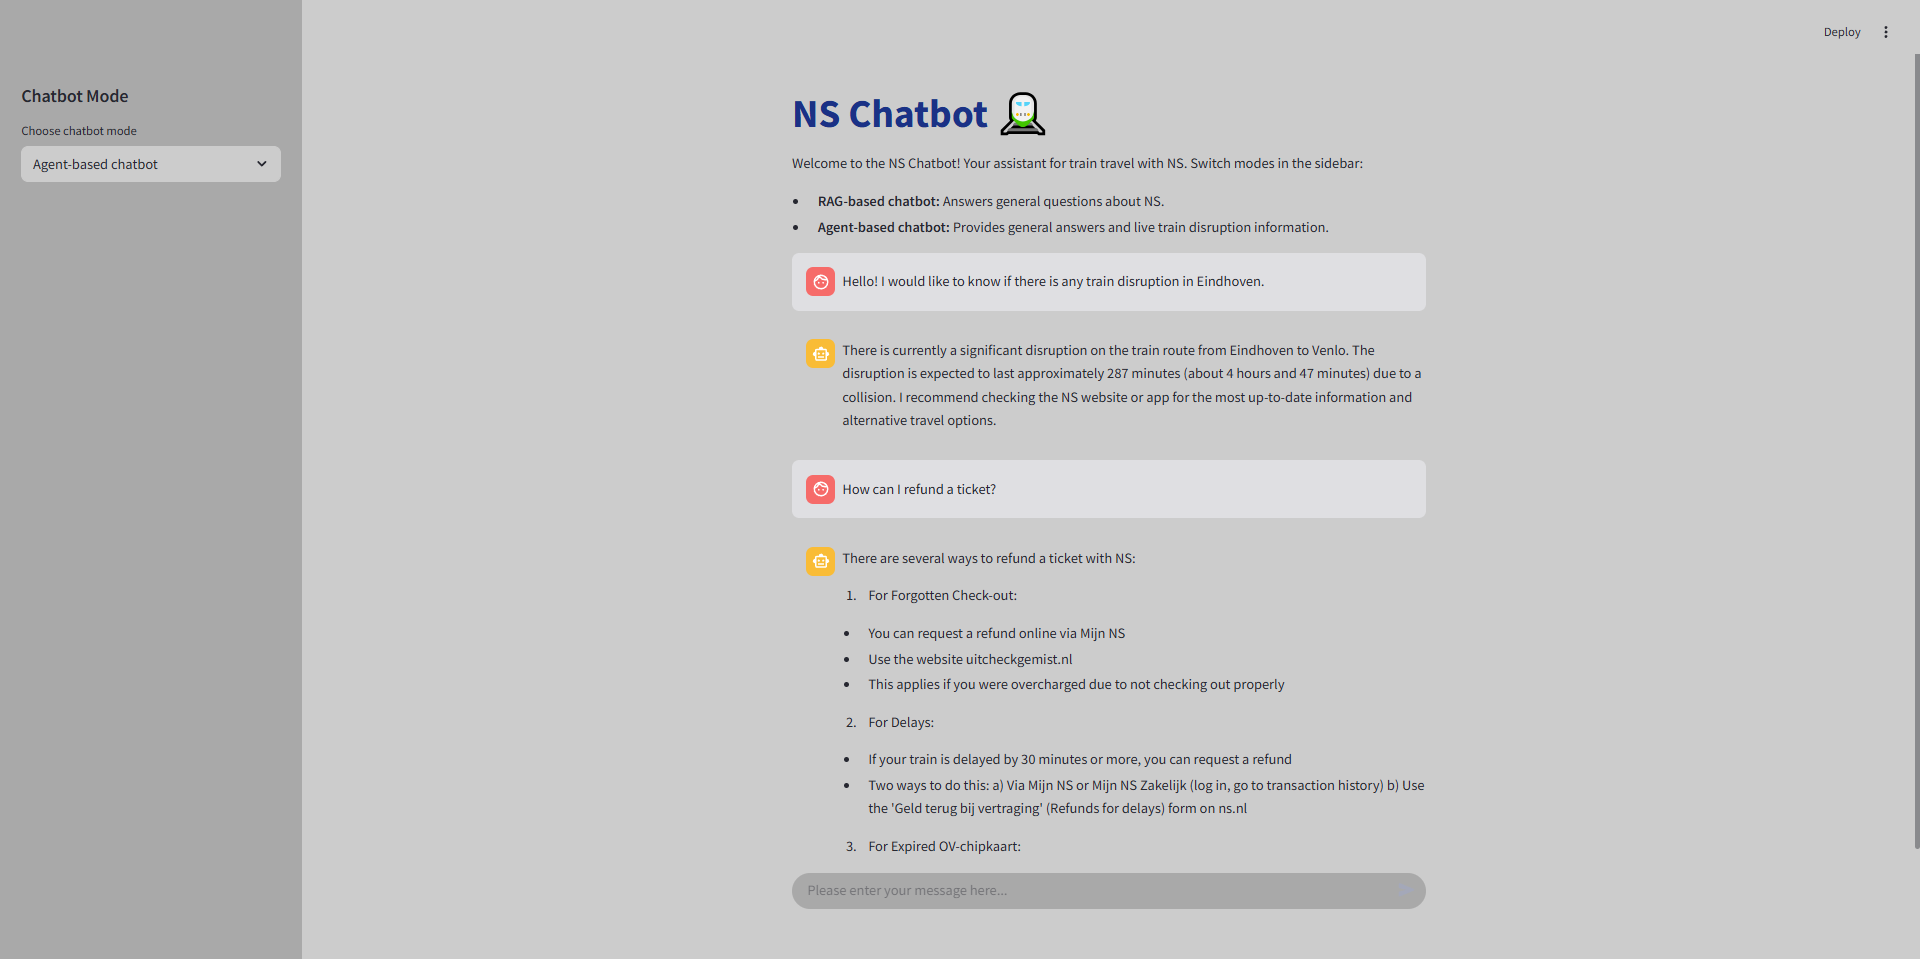 Deploy
Chatbot Mode
Choose chatbot mode
Agent-based chatbot
NS Chatbot
Welcome to the NS Chatbot! Your assistant for train travel with NS. Switch modes in the sidebar:
• RAG-based chatbot: Answers general questions about NS.
• Agent-based chatbot: Provides general answers and live train disruption information.
Hello! I would like to know if there is any train disruption in Eindhoven.
There is currently a significant disruption on the train route from Eindhoven to Venlo. The
disruption is expected to last approximately 287 minutes (about 4 hours and 47 minutes) due to a
collision. I recommend checking the NS website or app for the most up-to-date information and
alternative travel options.
How can I refund a ticket?
There are several ways to refund a ticket with NS:
1. For Forgotten Check-out:
• You can request a refund online via Mijn NS
• Use the website uitcheckgemist.nl
• This applies if you were overcharged due to not checking out properly
2. For Delays:
• If your train is delayed by 30 minutes or more, you can request a refund
• Two ways to do this: a) Via Mijn NS or Mijn NS Zakelijk (log in, go to transaction history) b) Use
the 'Geld terug bij vertraging' (Refunds for delays) form on ns.nl
3. For Expired OV-chipkaart:
Please enter your message here...